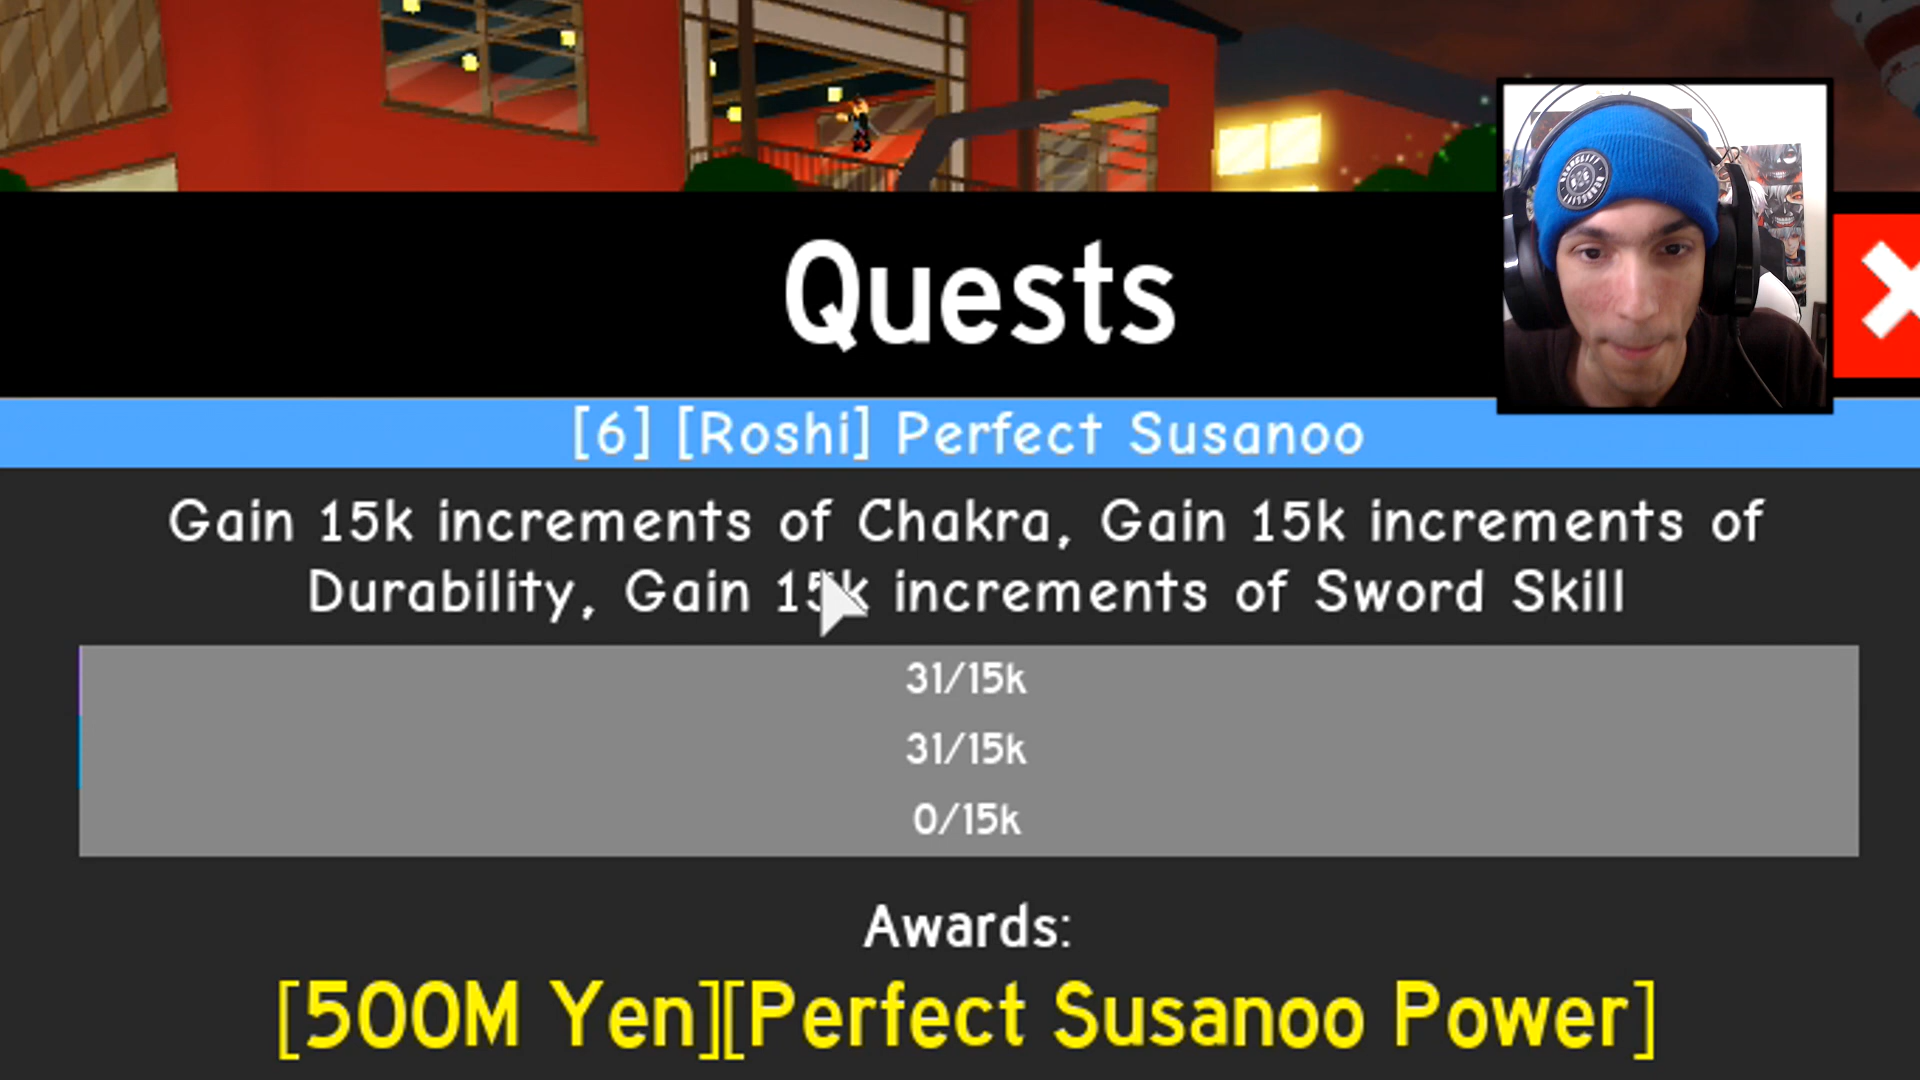 Quests
[6] [Roshi] Perfect Susanoo
Gain 15k increments of Chakra, Gain 15k increments of
Durability, Gain 15k increments of Sword Skill
31/15k
31/15k
0/15k
Awards:
[500M Yen][Perfect Susanoo Power]